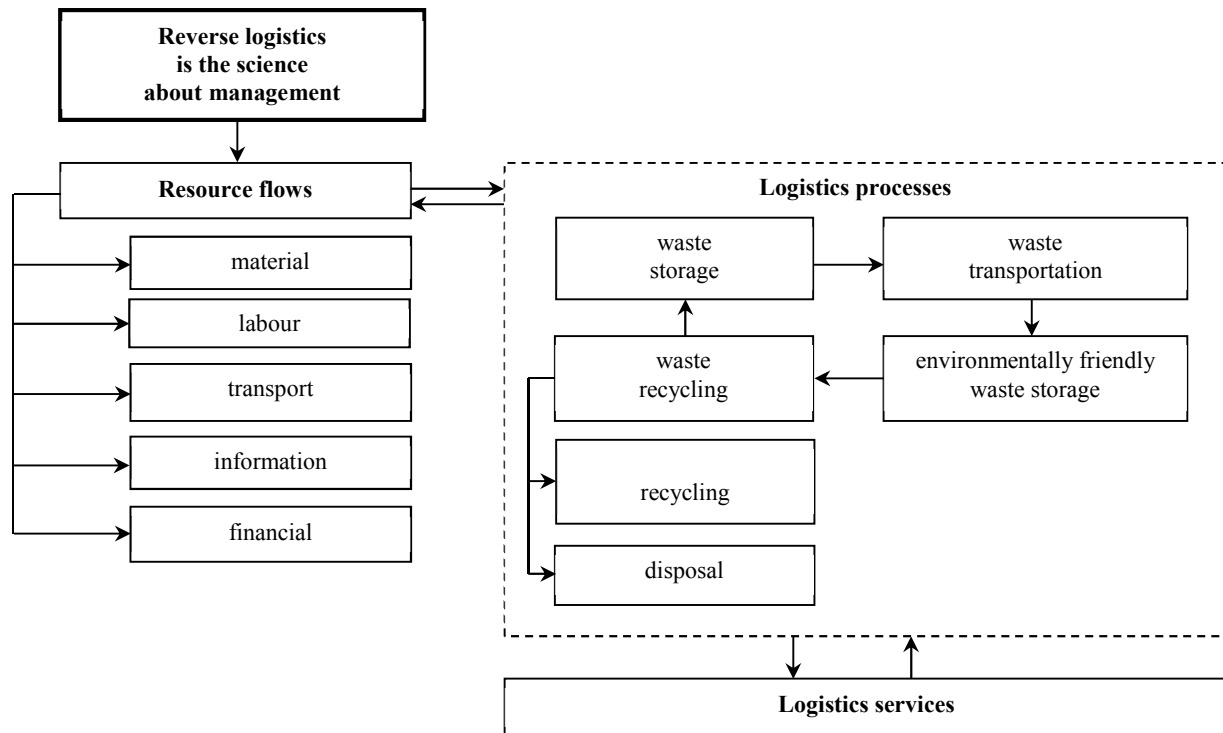 Reverse logistics
is the science
about management
Resource flows
material
labour
transport
information
financial
Logistics processes
waste
storage
waste
transportation
waste
recycling
environmentally friendly
waste storage
recycling
disposal
Logistics services